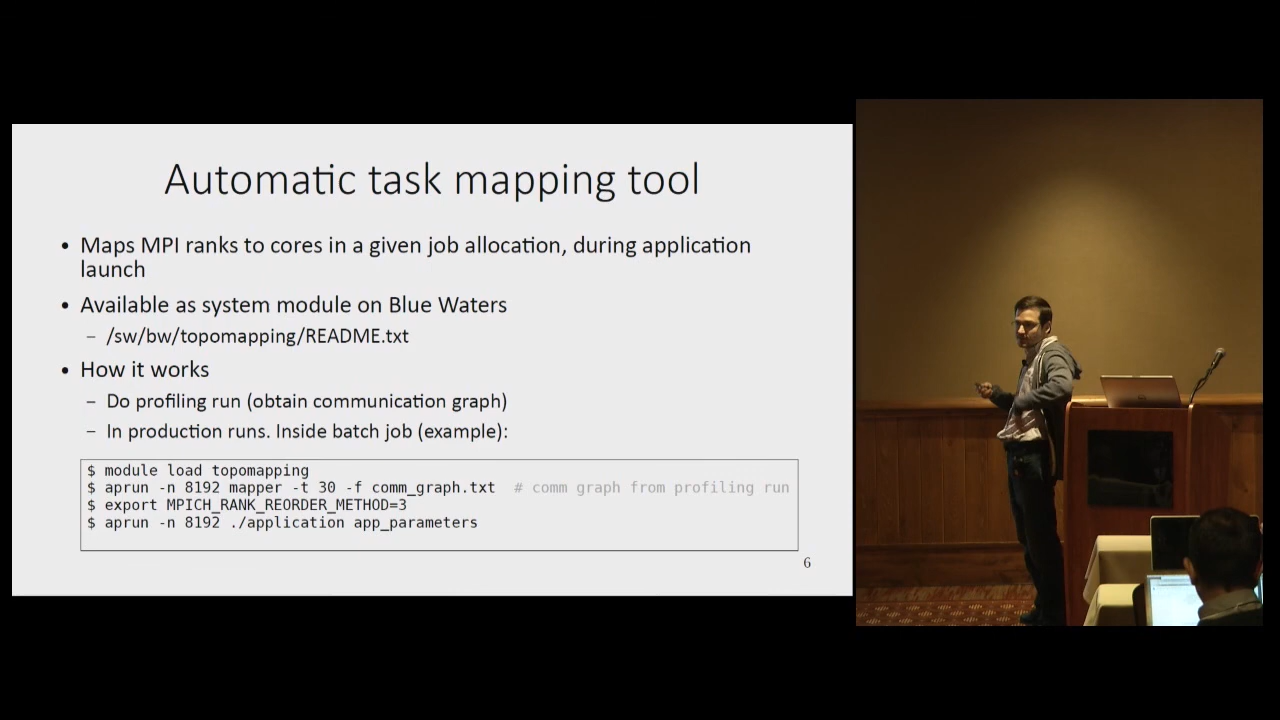 Automatic task mapping tool
• Maps MPI ranks to cores in a given job allocation, during application
launch
• Available as system module on Blue Waters
– /sw/bw/topomapping/README.txt
• How it works
– Do profiling run (obtain communication graph)
– In production runs. Inside batch job (example):
$ module load topomapping
$ aprun -n 8192 mapper -t 30 -f comm_graph.txt  # comm graph from profiling run
$ export MPICH_RANK_REORDER_METHOD=3
$ aprun -n 8192 ./application app_parameters
6